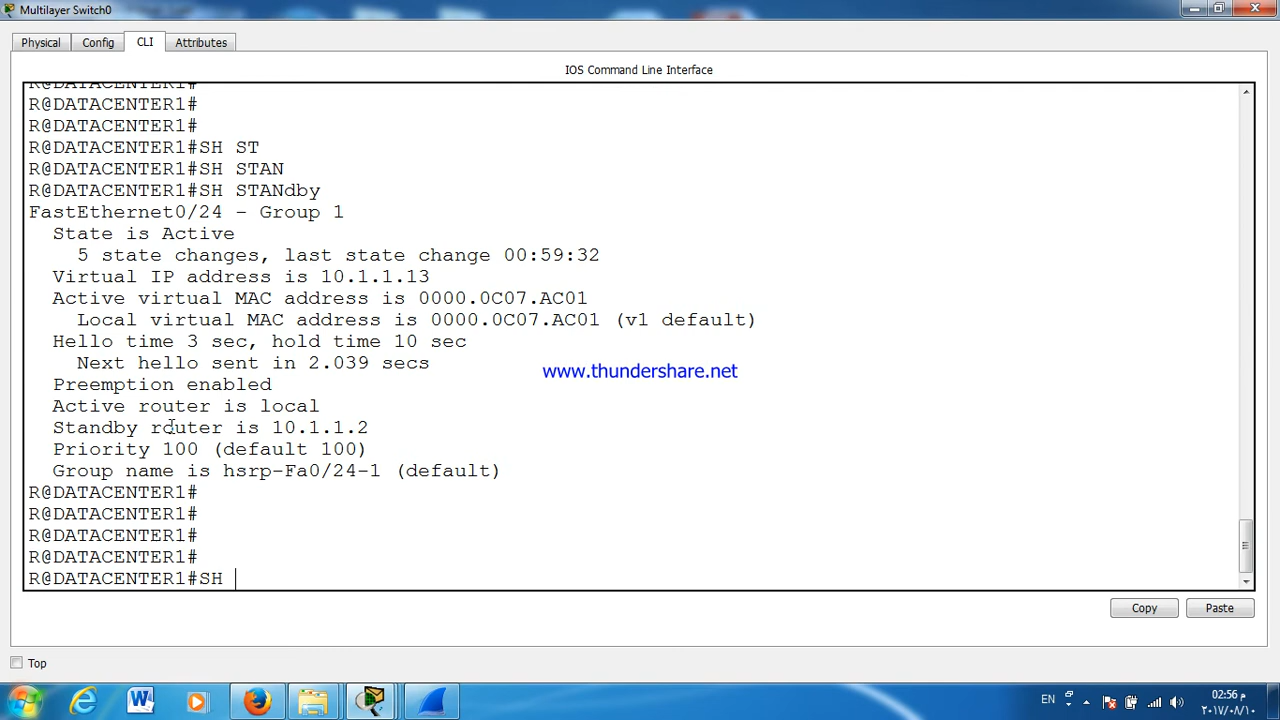 Multilayer Switch0
Physical
Config
CLI
Attributes
IOS Command Line Interface
R@DATACENTER1#
R@DATACENTER1#
R@DATACENTER1#
R@DATACENTER1#SH ST
R@DATACENTER1#SH STAN
R@DATACENTER1#SH STANdby
FastEthernet0/24 - Group 1
State is Active
5 state changes, last state change 00:59:32
Virtual IP address is 10.1.1.13
Active virtual MAC address is 0000.0C07.AC01
Local virtual MAC address is 0000.0C07.AC01 (v1 default)
Hello time 3 sec, hold time 10 sec
Next hello sent in 2.039 secs
www.thundershare.net
Preemption enabled
Active router is local
Standby router is 10.1.1.2
Priority 100 (default 100)
Group name is hsrp-Fa0/24-1 (default)
R@DATACENTER1#
R@DATACENTER1#
R@DATACENTER1#
R@DATACENTER1#
R@DATACENTER1#SH
Copy
Paste
Top
EN
02:56 م
٢٠١٧/٠٨/١٠